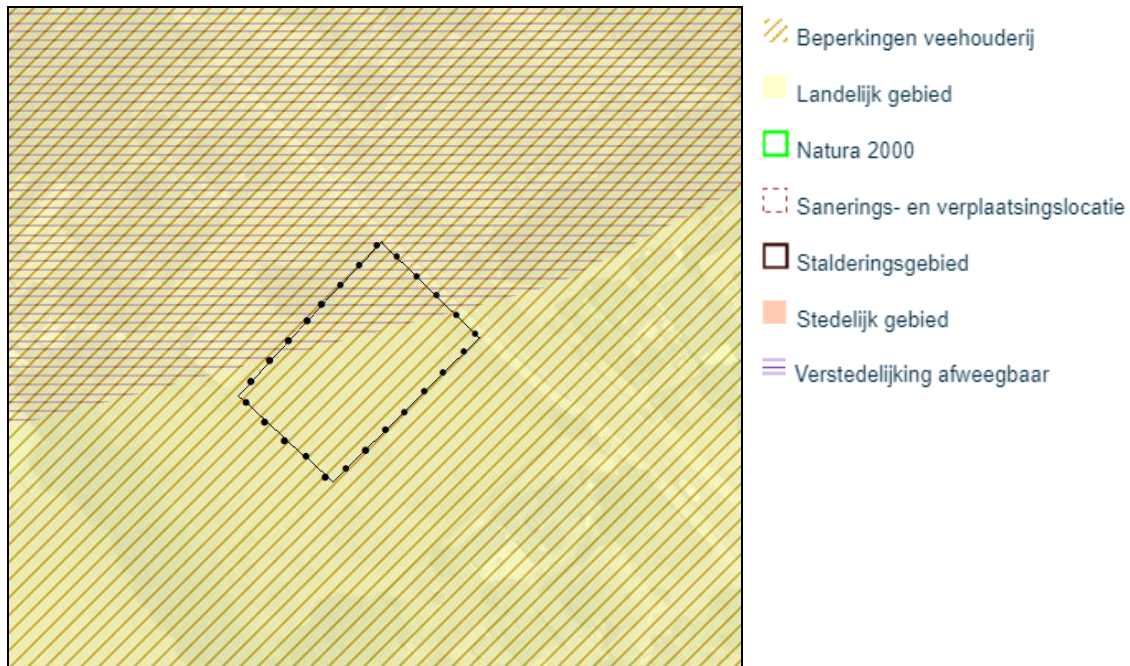 Beperkingen veehouderij
Landelijk gebied
Natura 2000
Sanerings- en verplaatsingslocatie
Stalderingsgebied
Stedelijk gebied
Verstedelijking afweegbaar